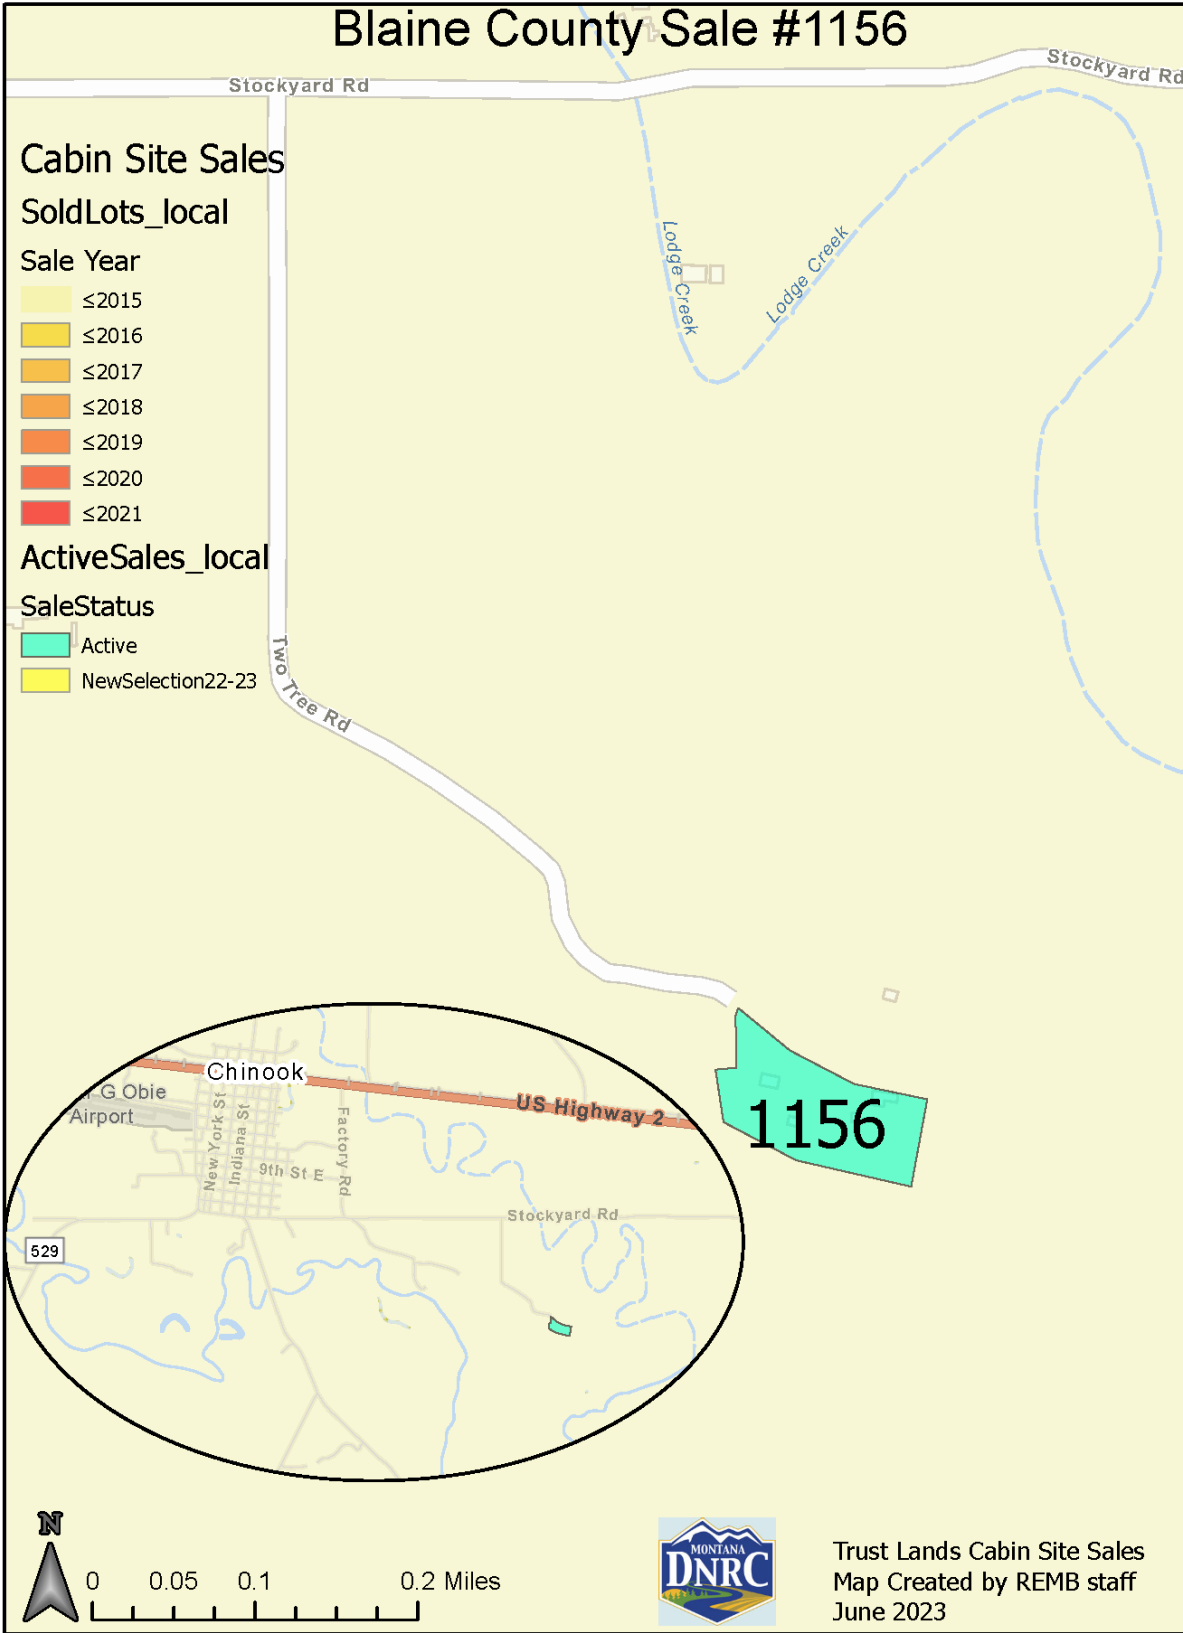 Blaine County Sale #1156
Stockyard Rd
Stockyard Rd
Cabin Site Sales
SoldLots_local
Sale Year
≤2015
≤2016
≤2017
≤2018
≤2019
≤2020
≤2021
ActiveSales_local
SaleStatus
Active
NewSelection22-23
Lodge Creek
Lodge Creek
Two Tree Rd
1156
Chinook
G Obie
Airport
US Highway 2
New York St
Indiana St
Factory Rd
9th St E
Stockyard Rd
529
N
0 0.05 0.1 0.2 Miles
MONTANA
DNRC
Trust Lands Cabin Site Sales
Map Created by REMB staff
June 2023